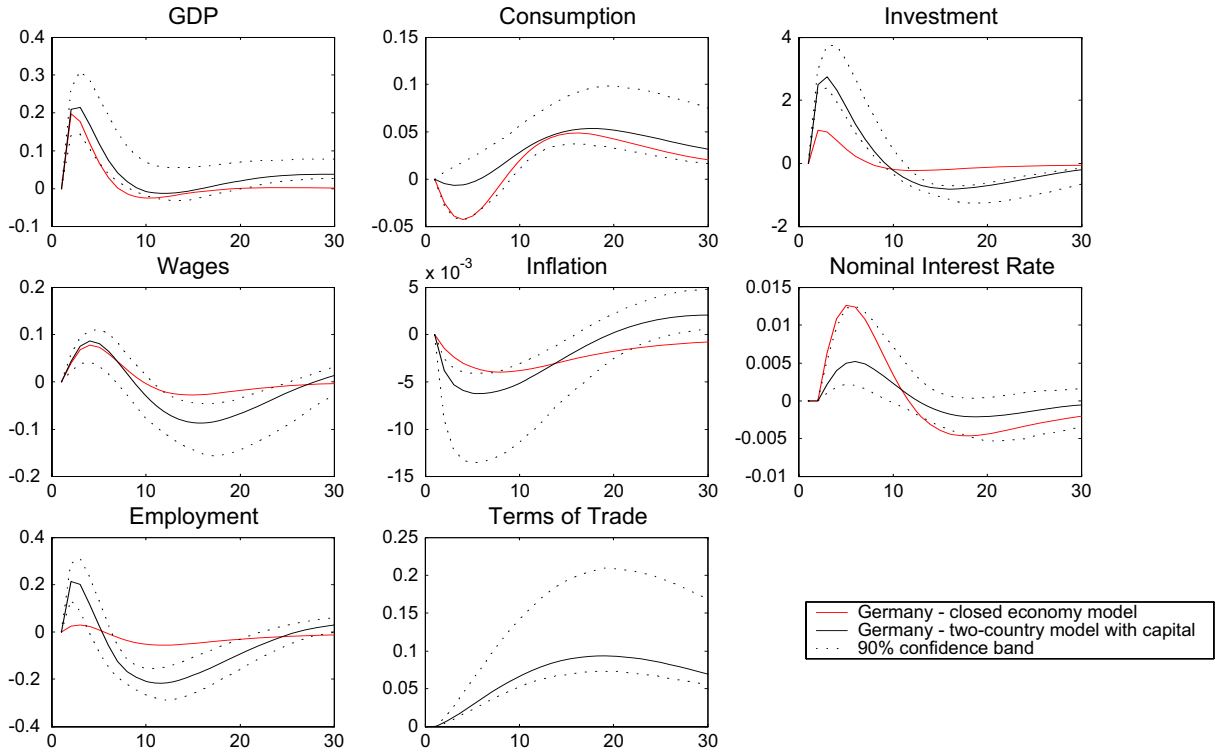 GDP
Consumption
Investment
0.4
0.3
0.2
0.1
0
-0.1
0 10 20 30
0.15
0.1
0.05
0
-0.05
0 10 20 30
4
2
0
-2
0 10 20 30
Wages
Inflation
Nominal Interest Rate
0.2
0.1
0
-0.1
-0.2
0 10 20 30
x 10-3
5
0
-5
-10
-15
0 10 20 30
0.015
0.01
0.005
0
-0.005
-0.01
0 10 20 30
Employment
Terms of Trade
0.4
0.2
0
-0.2
-0.4
0 10 20 30
0.25
0.2
0.15
0.1
0.05
0
0 10 20 30
Germany - closed economy model
Germany - two-country model with capital
90% confidence band